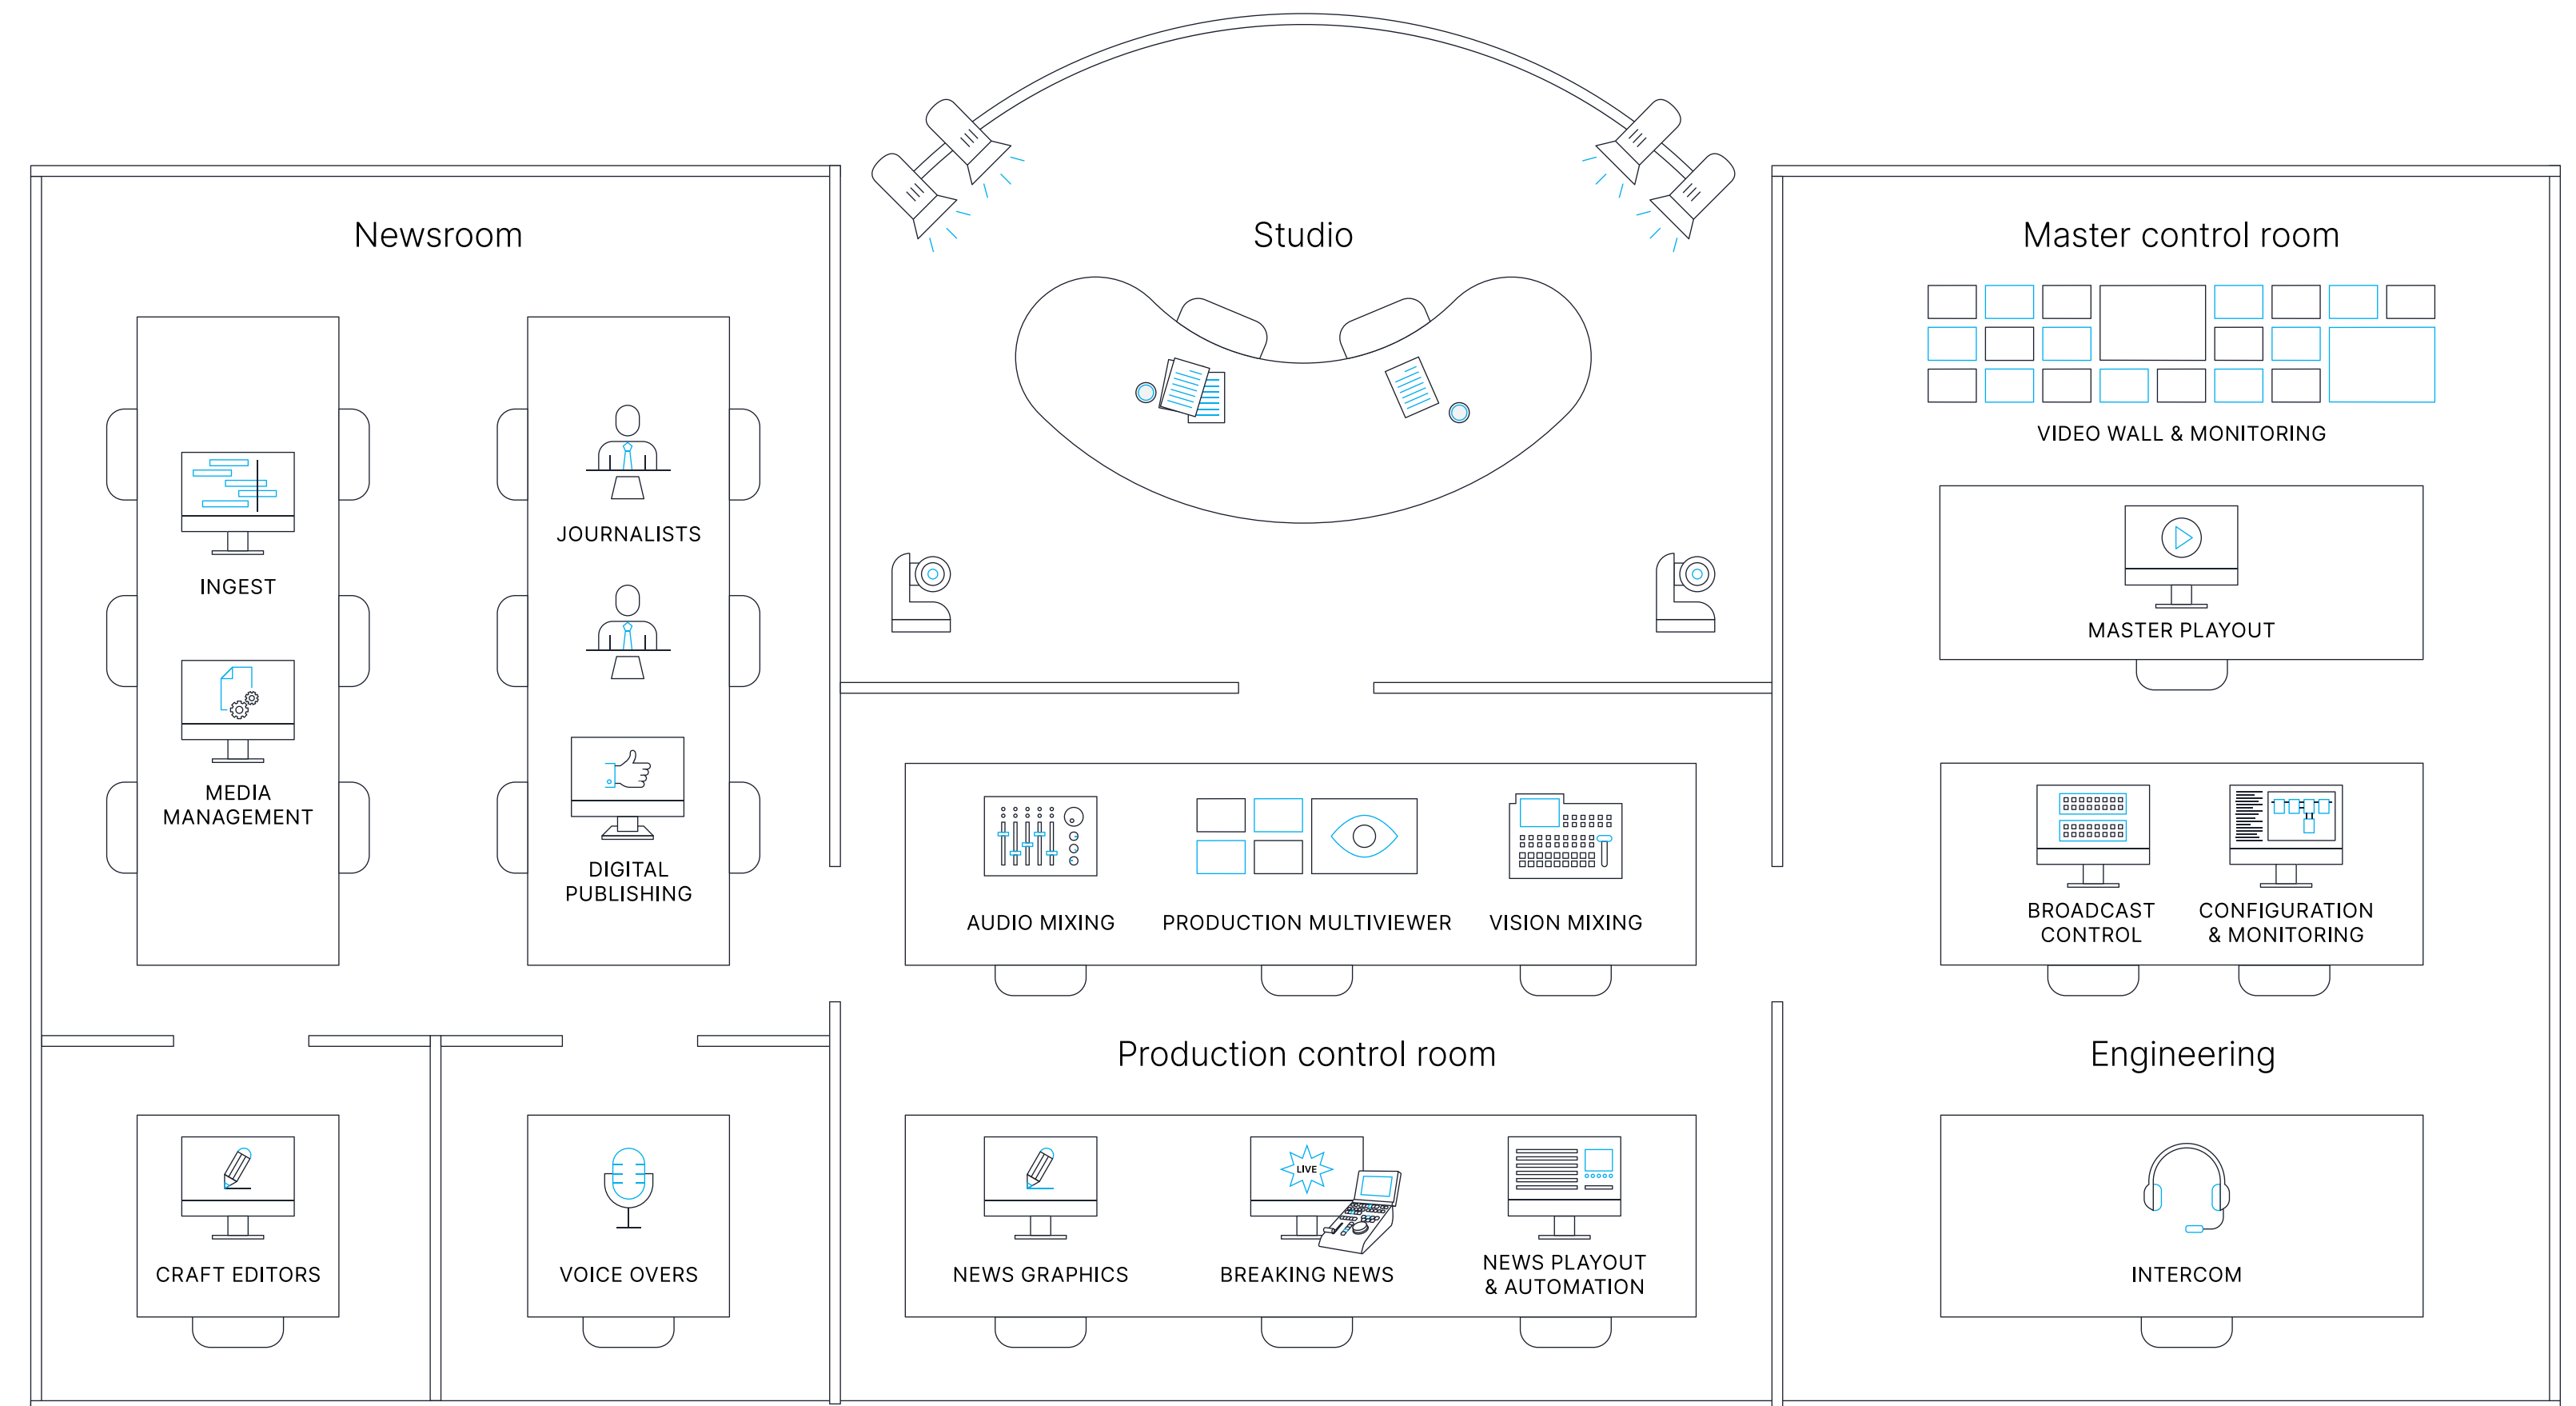 Newsroom
INGEST
MEDIA
MANAGEMENT
JOURNALISTS
DIGITAL
PUBLISHING
CRAFT EDITORS
VOICE OVERS
Studio
AUDIO MIXING
PRODUCTION MULTIVIEWER
VISION MIXING
Production control room
NEWS GRAPHICS
LIVE
BREAKING NEWS
NEWS PLAYOUT
& AUTOMATION
Master control room
VIDEO WALL & MONITORING
MASTER PLAYOUT
BROADCAST
CONTROL
CONFIGURATION
& MONITORING
Engineering
INTERCOM